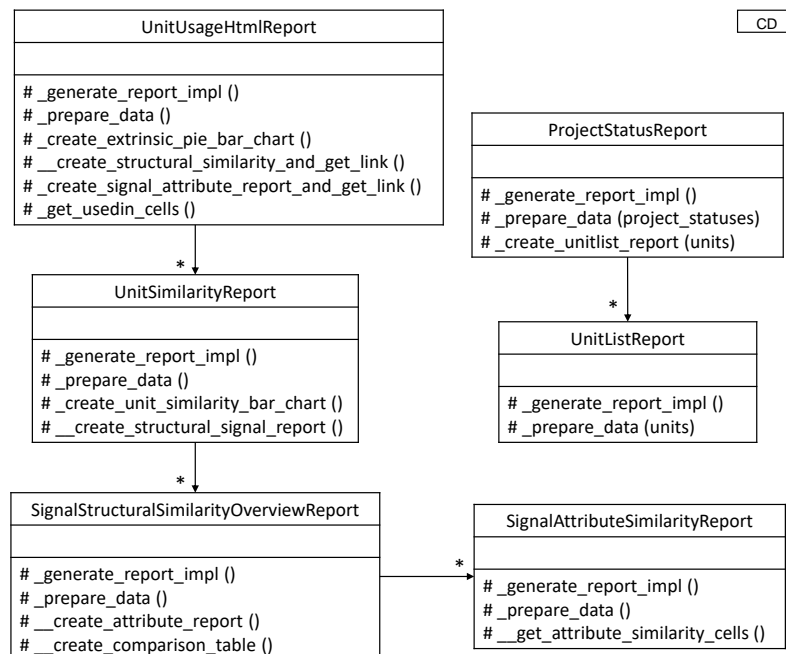 UnitUsageHtmlReport
# _generate_report_impl ()
# _prepare_data ()
# _create_extrinsic_pie_bar_chart ()
# __create_structural_similarity_and_get_link ()
# _create_signal_attribute_report_and_get_link ()
# _get_usedin_cells ()
CD
ProjectStatusReport
# _generate_report_impl ()
# _prepare_data (project_statuses)
# _create_unitlist_report (units)
*
UnitSimilarityReport
# _generate_report_impl ()
# _prepare_data ()
# _create_unit_similarity_bar_chart ()
# __create_structural_signal_report ()
*
UnitListReport
# _generate_report_impl ()
# _prepare_data (units)
*
SignalStructuralSimilarityOverviewReport
# _generate_report_impl ()
# _prepare_data ()
# __create_attribute_report ()
# __create_comparison_table ()
*
SignalAttributeSimilarityReport
# _generate_report_impl ()
# _prepare_data ()
# __get_attribute_similarity_cells ()